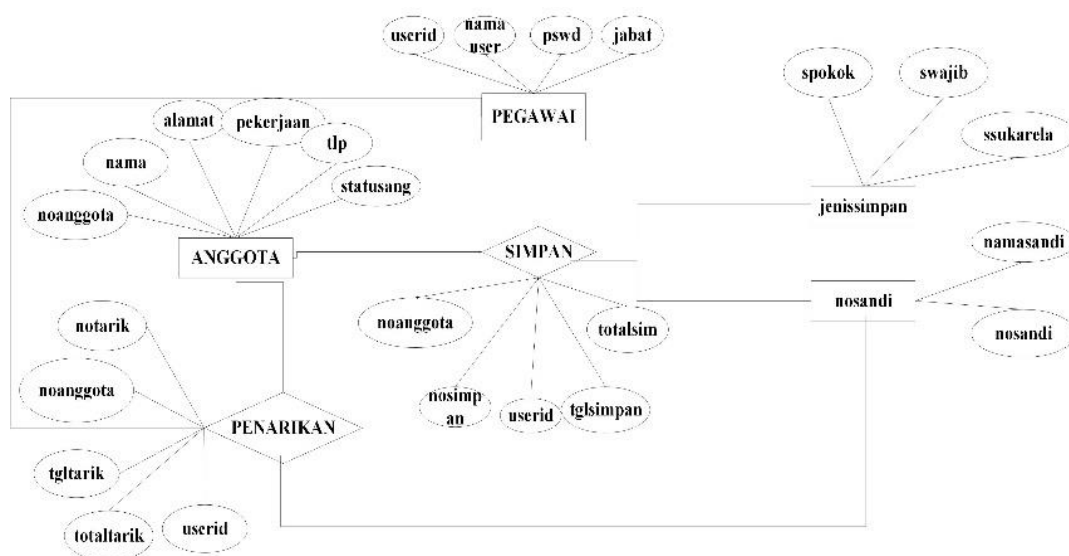 userid
nama
user
pswd
jabat
PEGAWAI
spokok
swajib
ssukarela
jenissimpan
alamat
pekerjaan
tlp
nama
statusang
noanggota
ANGGOTA
SIMPAN
namasandi
nosandi
nosandi
noanggota
totalsim
nosimp
an
userid
tglsimpan
notarik
noanggota
PENARIKAN
tgltarik
totaltarik
userid